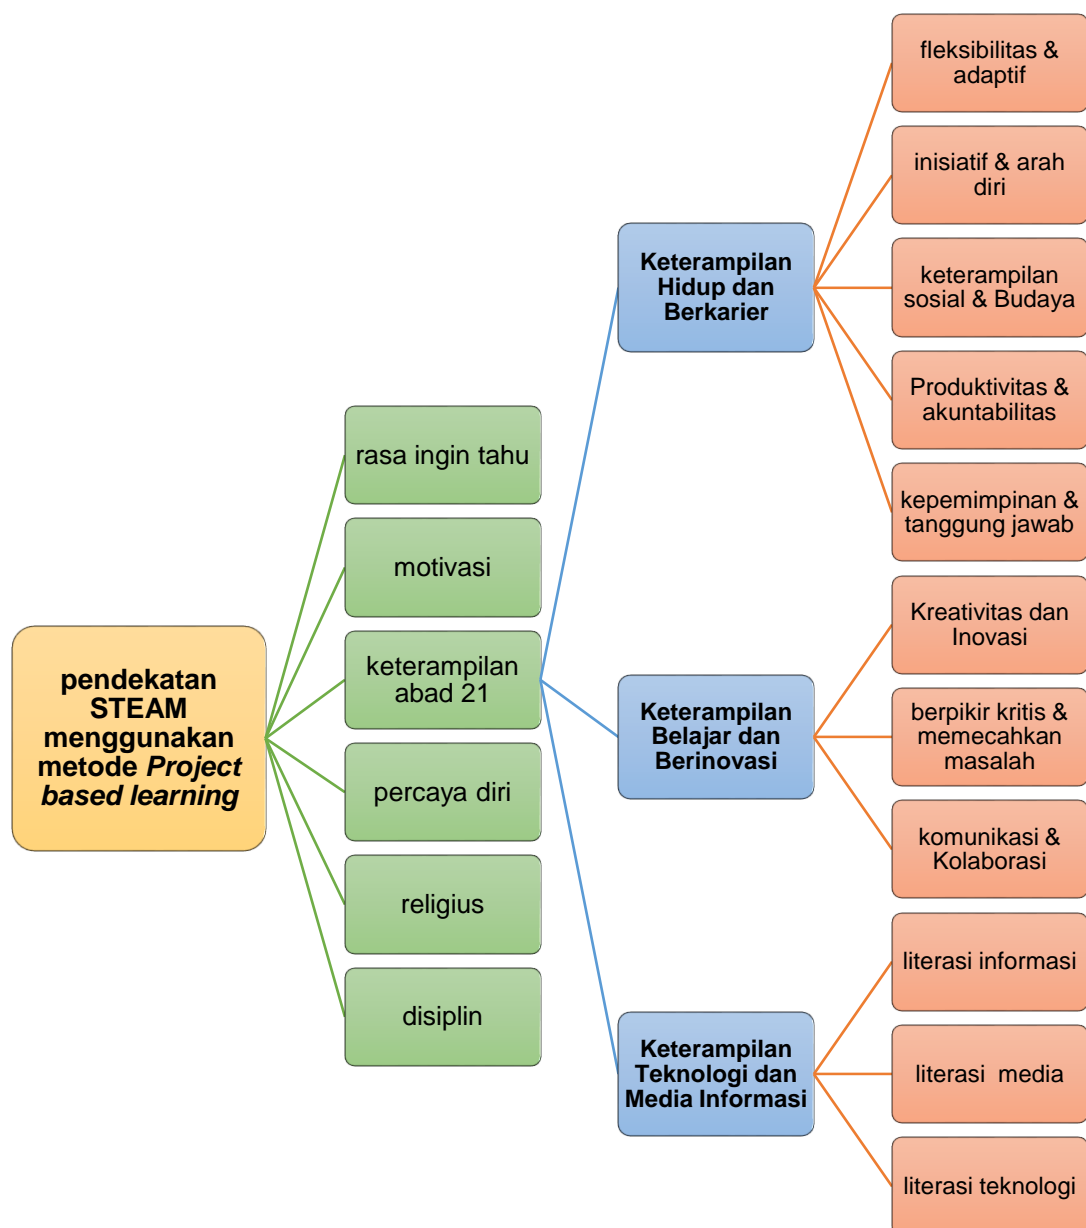 pendekatan
STEAM
menggunakan
metode Project
based learning
rasa ingin tahu
motivasi
keterampilan
abad 21
percaya diri
religius
disiplin
Keterampilan
Hidup dan
Berkarier
fleksibilitas &
adaptif
inisiatif & arah
diri
keterampilan
sosial & Budaya
Produktivitas &
akuntabilitas
kepemimpinan &
tanggung jawab
Keterampilan
Belajar dan
Berinovasi
Kreativitas dan
Inovasi
berpikir kritis &
memecahkan
masalah
komunikasi &
Kolaborasi
Keterampilan
Teknologi dan
Media Informasi
literasi informasi
literasi  media
literasi teknologi